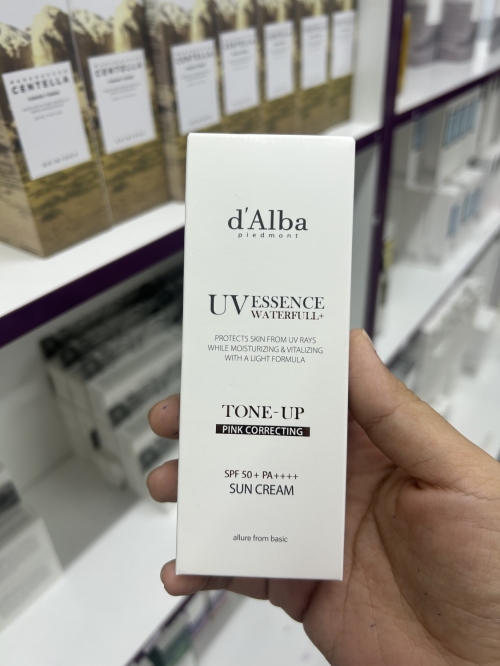 d'Alba
piedmont
UV ESSENCE
WATERFULL+
PROTECTS SKIN FROM UV RAYS
WHILE MOISTURIZING & VITALIZING
WITH A LIGHT FORMULA
TONE-UP
PINK CORRECTING
SPF 50+ PA++++
SUN CREAM
allure from basic
MADAGASCAR
CENTELLA
CENTELLA
CENTELLA